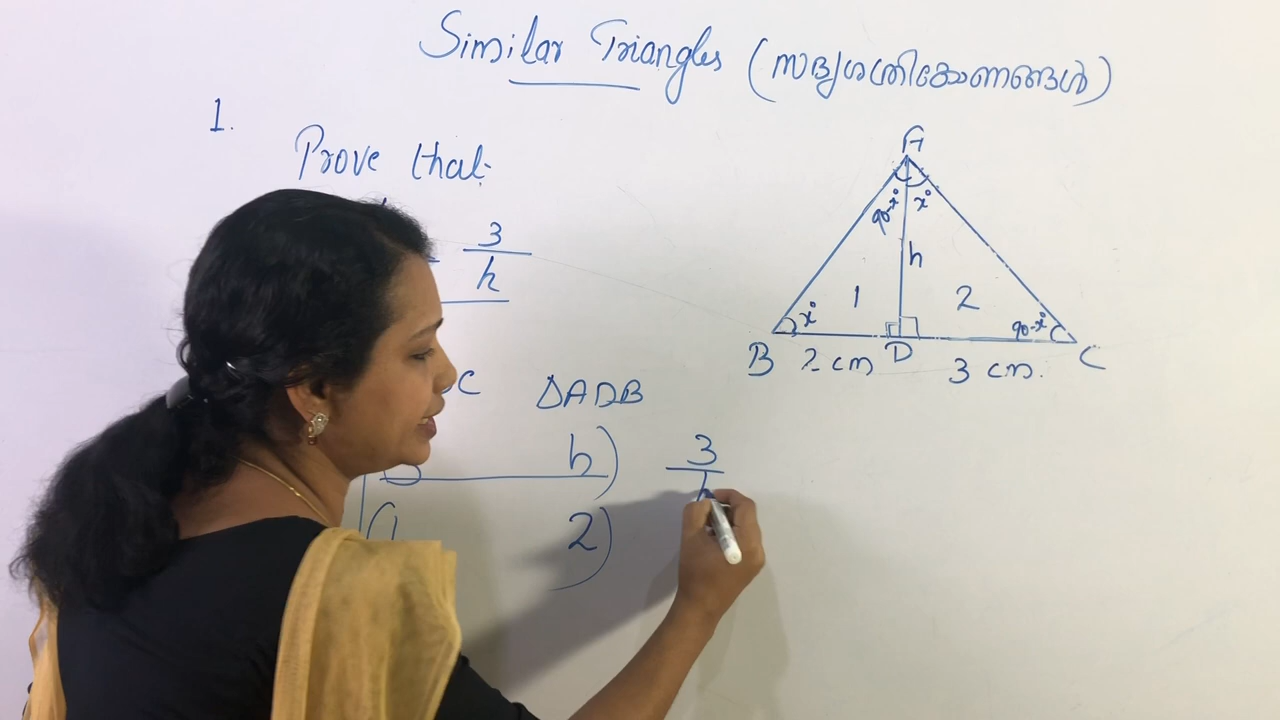 Similar Triangles (സദൃശത്രികോണങ്ങൾ)
1.
Prove that:
3
h
A
90-x° x°
h
1 2
x° 90-x°
B 2 cm D 3 cm. C
C ΔADB
3 h) 3
h
h 2)